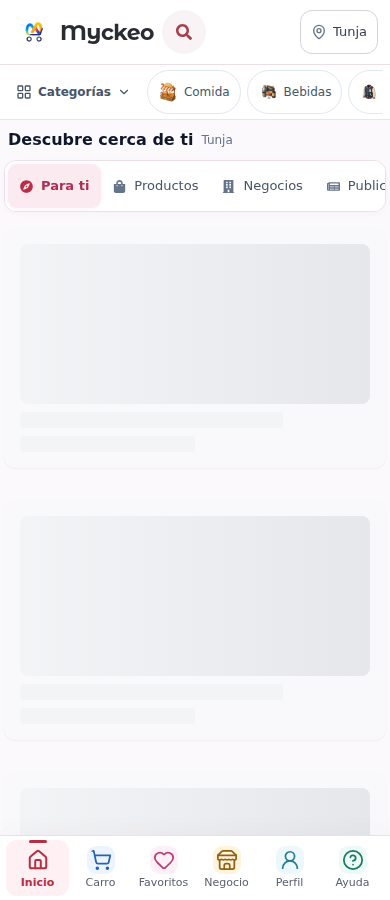 Myckeo
Tunja
Categorías
Comida
Bebidas
Descubre cerca de ti Tunja
Para ti
Productos
Negocios
Public
Inicio
Carro
Favoritos
Negocio
Perfil
Ayuda